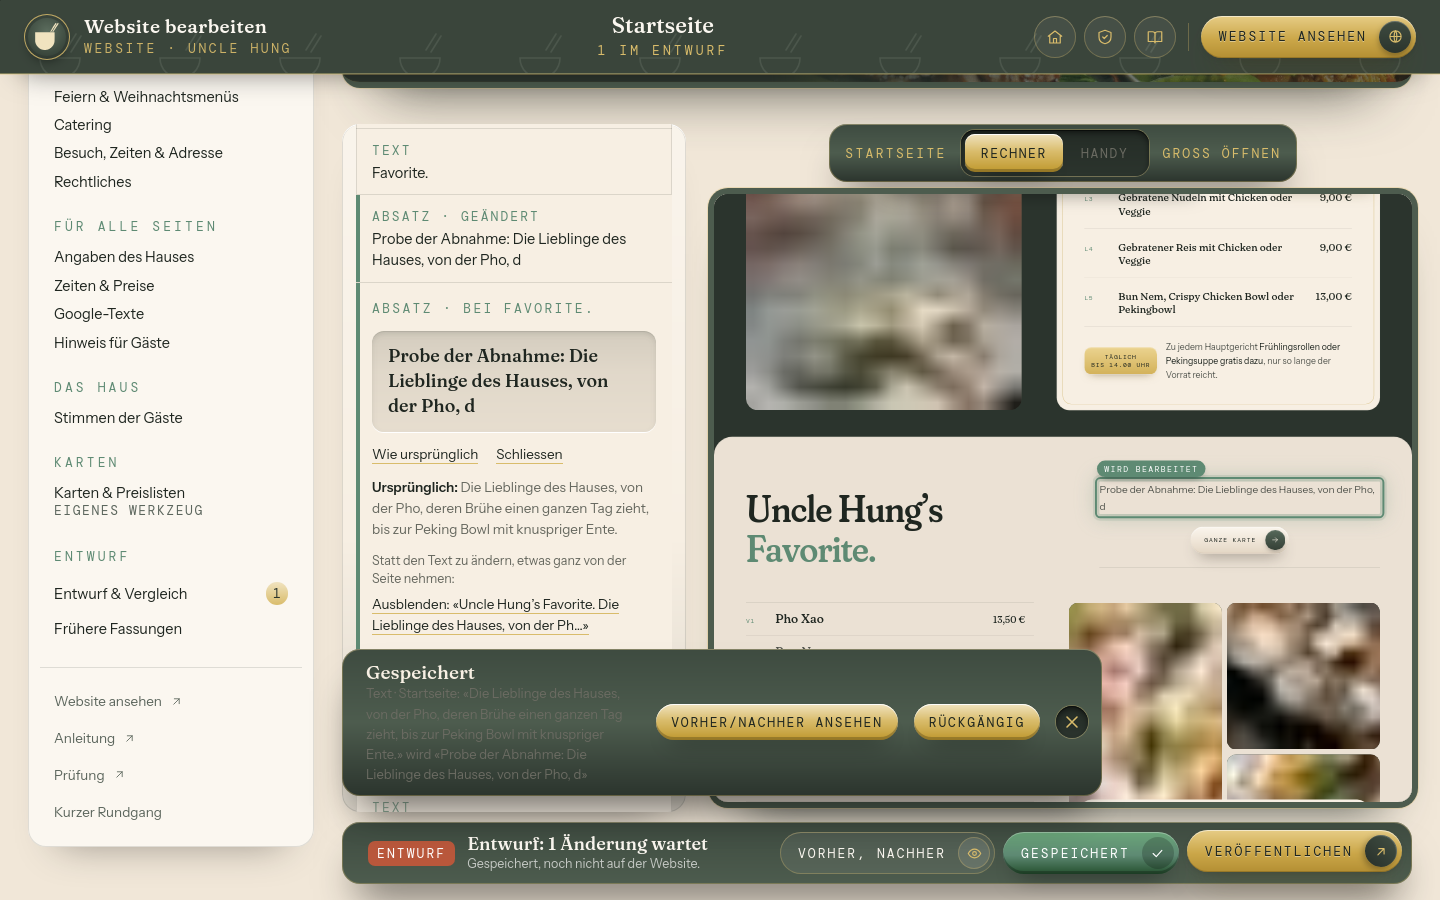 Website bearbeiten
WEBSITE · UNCLE HUNG
Startseite
1 IM ENTWURF
WEBSITE ANSEHEN
Feiern & Weihnachtsmenüs
Catering
Besuch, Zeiten & Adresse
Rechtliches
FÜR ALLE SEITEN
Angaben des Hauses
Zeiten & Preise
Google-Texte
Hinweis für Gäste
DAS HAUS
Stimmen der Gäste
KARTEN
Karten & Preislisten
EIGENES WERKZEUG
ENTWURF
Entwurf & Vergleich 1
Frühere Fassungen
Website ansehen
Anleitung
Prüfung
Kurzer Rundgang
TEXT
Favorite.
ABSATZ · GEÄNDERT
Probe der Abnahme: Die Lieblinge des
Hauses, von der Pho, d
ABSATZ · BEI FAVORITE.
Probe der Abnahme: Die
Lieblinge des Hauses, von
der Pho, d
Wie ursprünglich Schliessen
Ursprünglich: Die Lieblinge des Hauses, von
der Pho, deren Brühe einen ganzen Tag zieht,
bis zur Peking Bowl mit knuspriger Ente.
Statt den Text zu ändern, etwas ganz von der
Seite nehmen:
Ausblenden: «Uncle Hung’s Favorite. Die
Lieblinge des Hauses, von der Ph…»
TEXT
STARTSEITE RECHNER HANDY GROSS ÖFFNEN
L3 Gebratene Nudeln mit Chicken oder 9,00 €
Veggie
L4 Gebratener Reis mit Chicken oder 9,00 €
Veggie
L5 Bun Nem, Crispy Chicken Bowl oder 13,00 €
Pekingbowl
TÄGLICH
BIS 14.00 UHR
Zu jedem Hauptgericht Frühlingsrollen oder
Pekingsuppe gratis dazu, nur so lange der
Vorrat reicht.
Uncle Hung’s
Favorite.
WIRD BEARBEITET
Probe der Abnahme: Die Lieblinge des Hauses, von der Pho,
d
GANZE KARTE
V1 Pho Xao 13,50 €
Gespeichert
Text · Startseite: «Die Lieblinge des Hauses,
von der Pho, deren Brühe einen ganzen Tag
zieht, bis zur Peking Bowl mit knuspriger
Ente.» wird «Probe der Abnahme: Die
Lieblinge des Hauses, von der Pho, d»
VORHER/NACHHER ANSEHEN
RÜCKGÄNGIG
ENTWURF
Entwurf: 1 Änderung wartet
Gespeichert, noch nicht auf der Website.
VORHER, NACHHER
GESPEICHERT
VERÖFFENTLICHEN